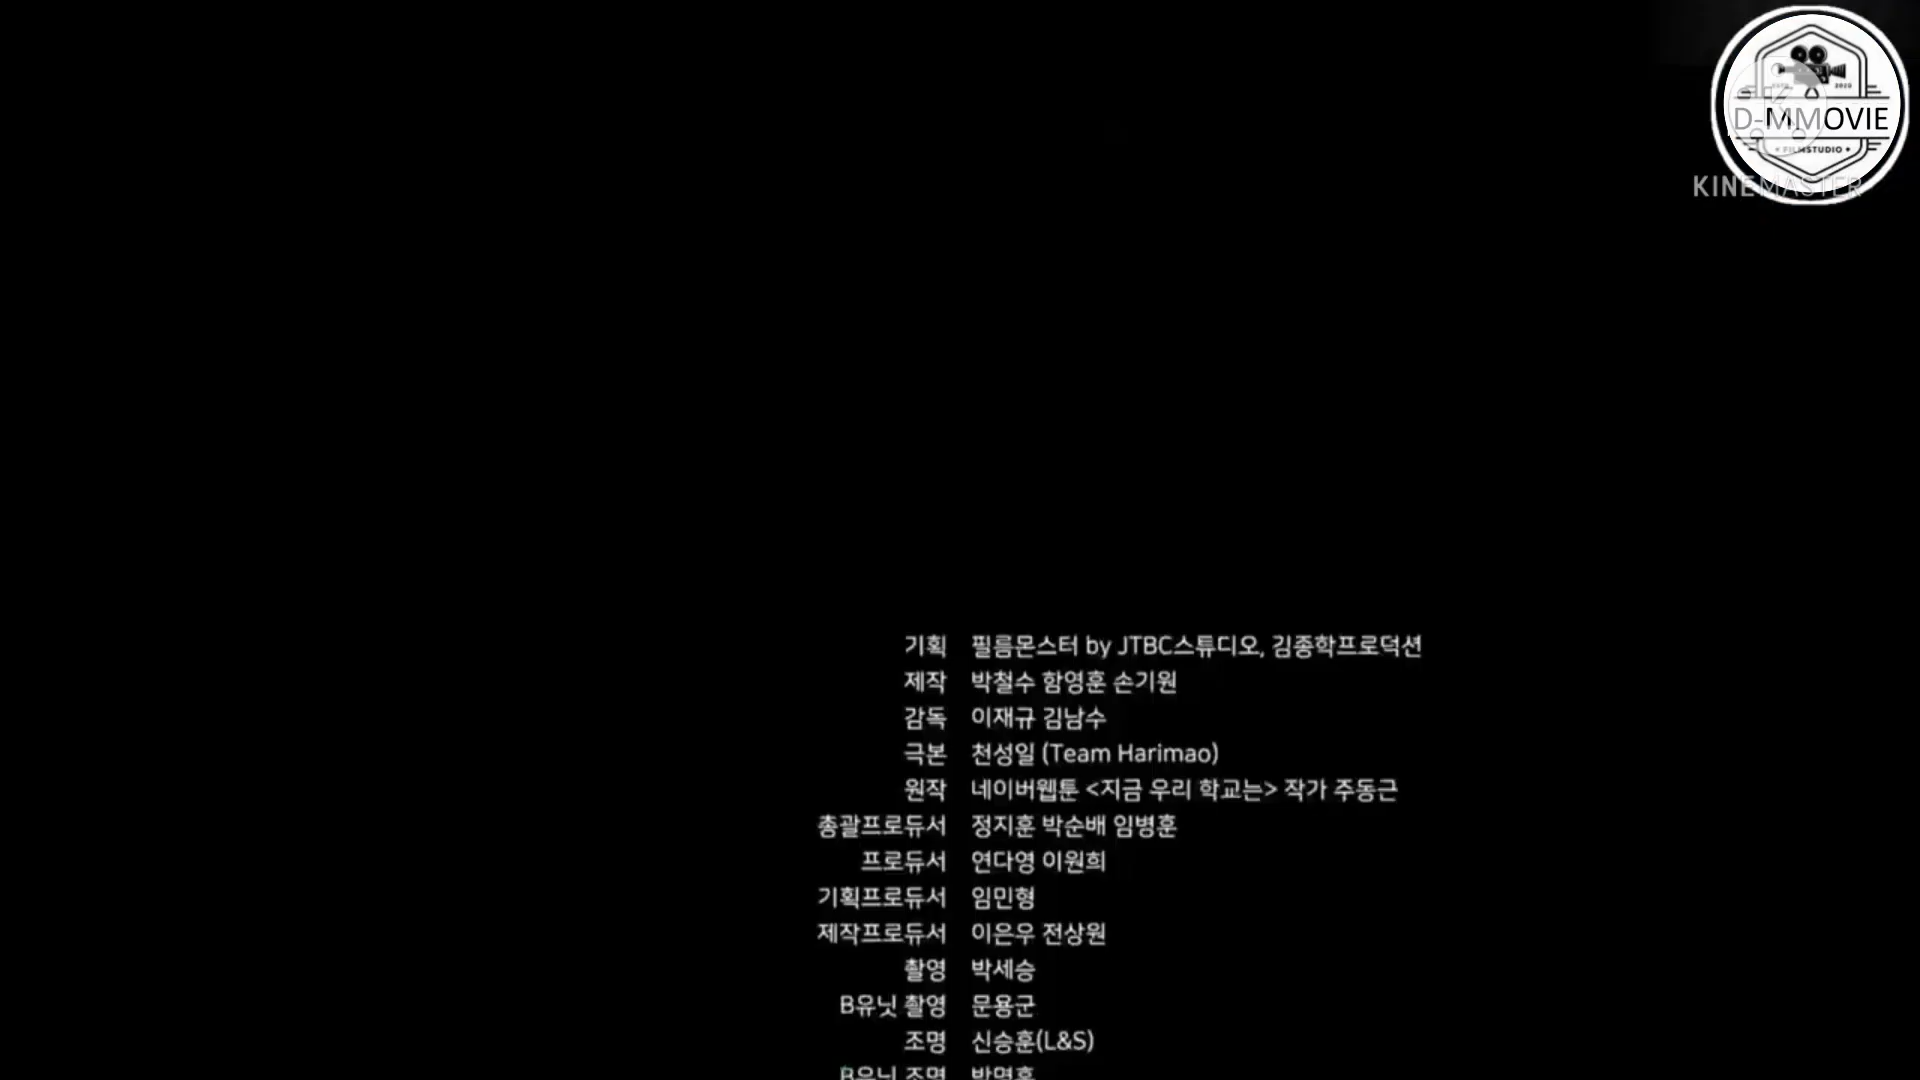 2023
D-MMOVIE
FILMSTUDIO
KINEMASTER
기획 필름몬스터 by JTBC스튜디오, 김종학프로덕션
제작 박철수 함영훈 손기원
감독 이재규 김남수
극본 천성일 (Team Harimao)
원작 네이버웹툰 <지금 우리 학교는> 작가 주동근
총괄프로듀서 정지훈 박순배 임병훈
프로듀서 연다영 이원희
기획프로듀서 임민형
제작프로듀서 이은우 전상원
촬영 박세승
B유닛 촬영 문용군
조명 신승훈(L&S)
B유닛 조명